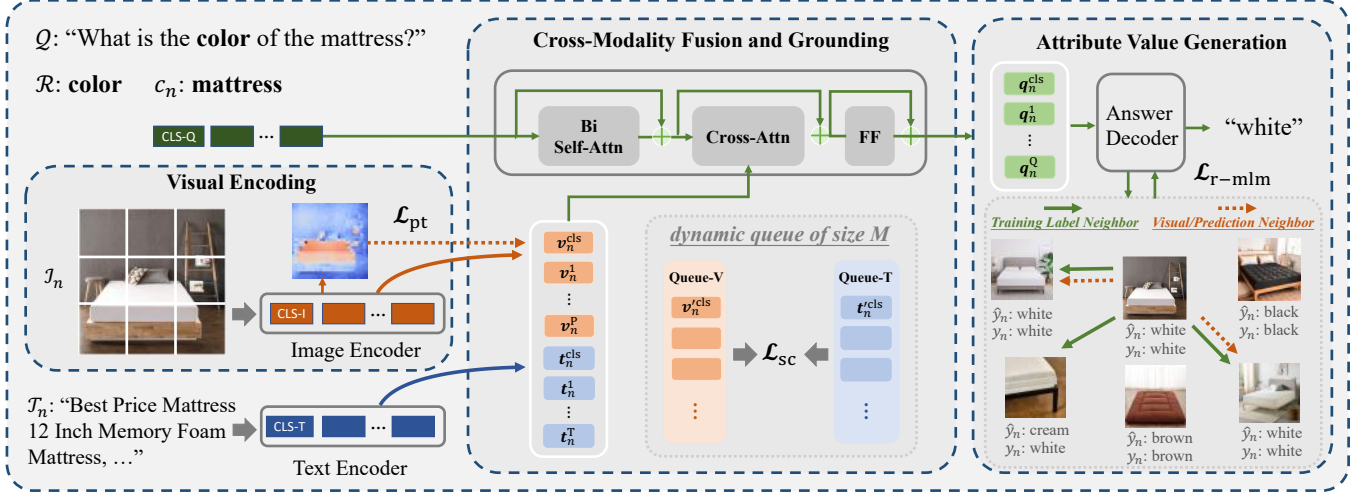 Q: “What is the color of the mattress?”
R: color c_n: mattress
CLS-Q ...
Visual Encoding
I_n
ℒ_pt
CLS-I ...
Image Encoder
T_n: “Best Price Mattress
12 Inch Memory Foam
Mattress, …”
CLS-T ...
Text Encoder
Cross-Modality Fusion and Grounding
Bi
Self-Attn
Cross-Attn
FF
v_n^cls
v_n^1
⋮
v_n^P
t_n^cls
t_n^1
⋮
t_n^T
dynamic queue of size M
Queue-V
Queue-T
v'_n^cls
t'_n^cls
ℒ_sc
⋮
⋮
Attribute Value Generation
q_n^cls
q_n^1
⋮
q_n^Q
Answer
Decoder
“white”
ℒ_r−mlm
Training Label Neighbor
Visual/Prediction Neighbor
ŷ_n: white
y_n: white
ŷ_n: white
y_n: white
ŷ_n: black
y_n: black
ŷ_n: cream
y_n: white
ŷ_n: brown
y_n: brown
ŷ_n: white
y_n: white